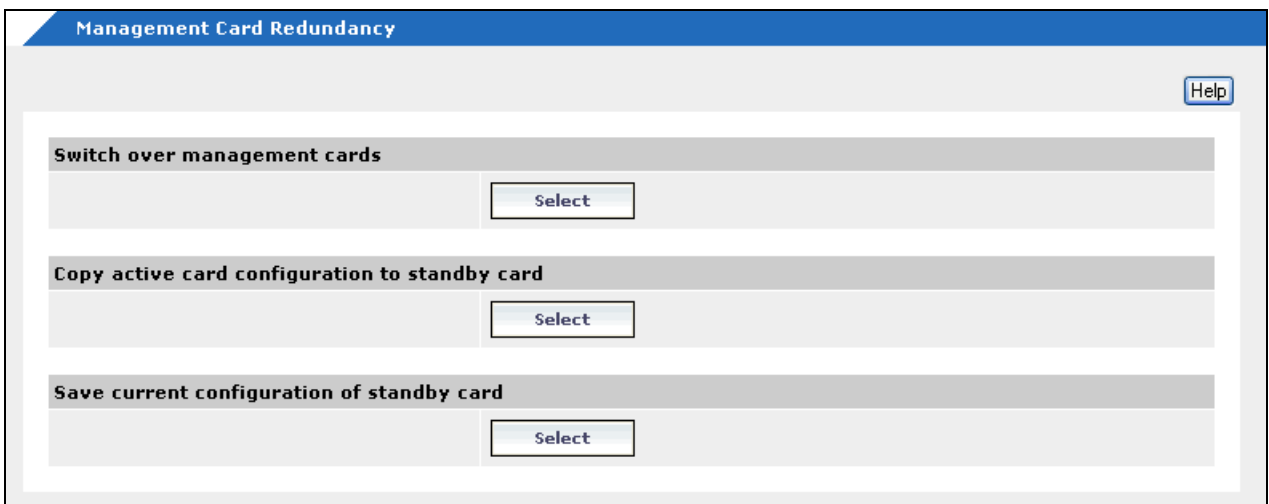 Management Card Redundancy
Help
Switch over management cards
Select
Copy active card configuration to standby card
Select
Save current configuration of standby card
Select